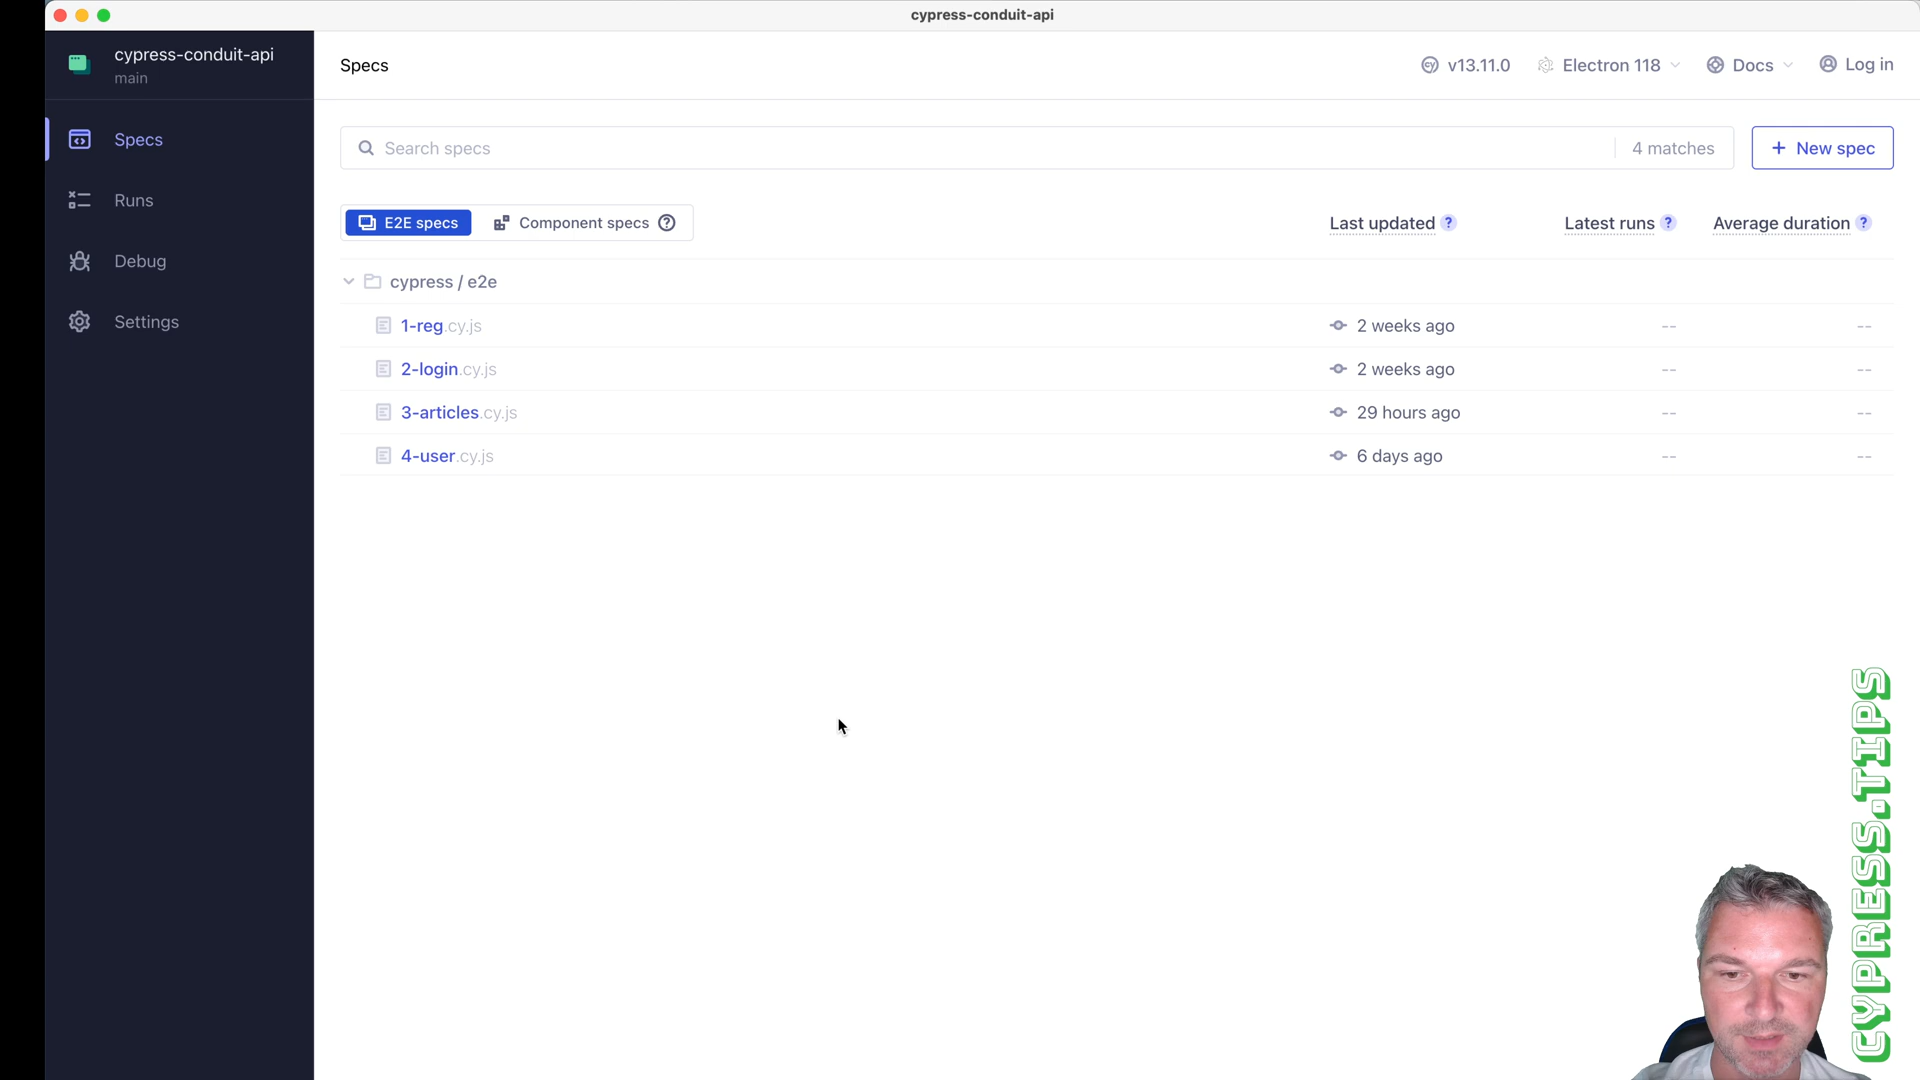 cypress-conduit-api
cypress-conduit-api
main
Specs
v13.11.0
Electron 118
Docs
Log in
Specs
Runs
Debug
Settings
Search specs
4 matches
+ New spec
E2E specs
Component specs ?
Last updated ?
Latest runs ?
Average duration ?
cypress / e2e
1-reg.cy.js
2 weeks ago
--
--
2-login.cy.js
2 weeks ago
--
--
3-articles.cy.js
29 hours ago
--
--
4-user.cy.js
6 days ago
--
--
CYPRESS.TIPS